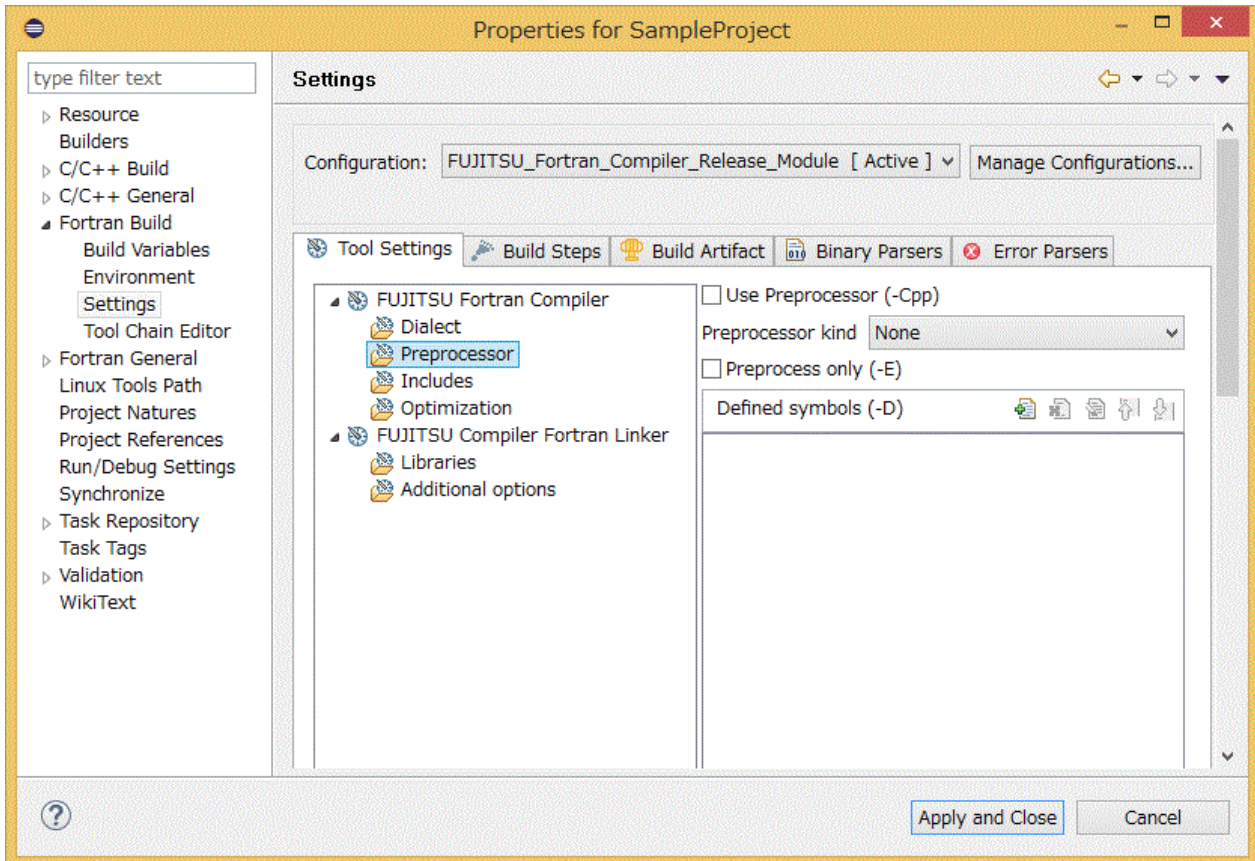 Properties for SampleProject
type filter text
Resource
Builders
C/C++ Build
C/C++ General
Fortran Build
Build Variables
Environment
Settings
Tool Chain Editor
Fortran General
Linux Tools Path
Project Natures
Project References
Run/Debug Settings
Synchronize
Task Repository
Task Tags
Validation
WikiText
Settings
Configuration: FUJITSU_Fortran_Compiler_Release_Module [ Active ] Manage Configurations...
Tool Settings Build Steps Build Artifact Binary Parsers Error Parsers
FUJITSU Fortran Compiler
Dialect
Preprocessor
Includes
Optimization
FUJITSU Compiler Fortran Linker
Libraries
Additional options
Use Preprocessor (-Cpp)
Preprocessor kind None
Preprocess only (-E)
Defined symbols (-D)
Apply and Close Cancel